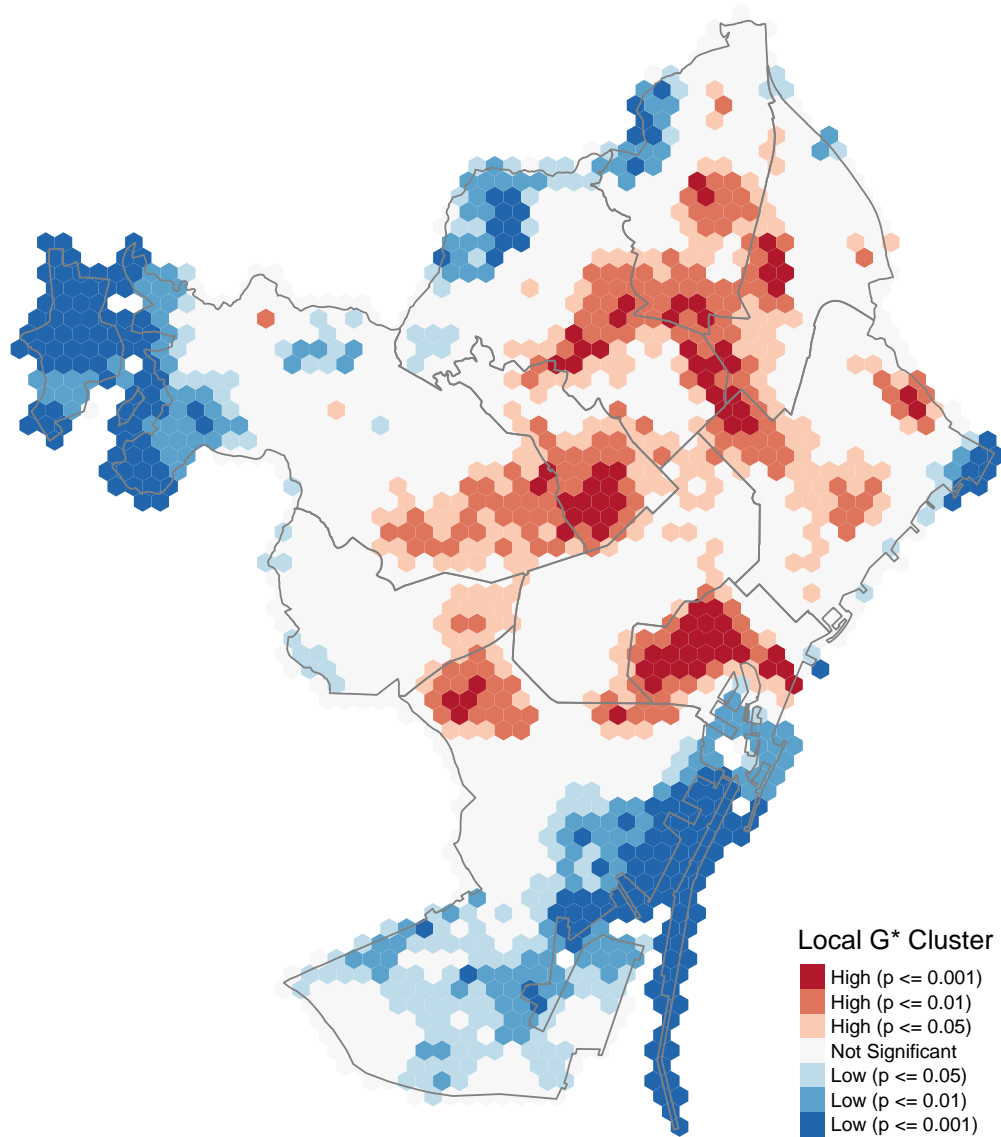 Local G* Cluster
High (p <= 0.001)
High (p <= 0.01)
High (p <= 0.05)
Not Significant
Low (p <= 0.05)
Low (p <= 0.01)
Low (p <= 0.001)